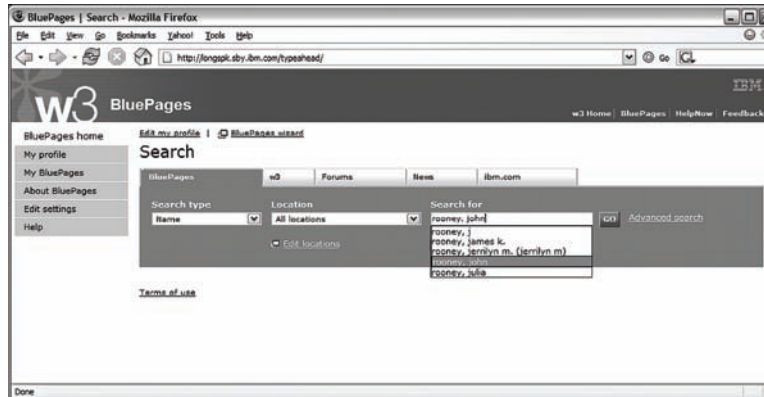 BluePages | Search - Mozilla Firefox
File Edit View Go Bookmarks Yahoo! Tools Help
http://longspk.sby.ibm.com/typeahead/ Go
IBM
w3 BluePages
w3 Home BluePages HelpNow Feedback
BluePages home
My profile
My BluePages
About BluePages
Edit settings
Help
Edit my profile | BluePages wizard
Search
BluePages w3 Forums News ibm.com
Search type Location Search for
Name All locations rooney, john GO Advanced search
Edit locations
rooney, j
rooney, james k.
rooney, jerrilyn m. (jerrilyn m)
rooney, john
rooney, julia
Terms of use
Done